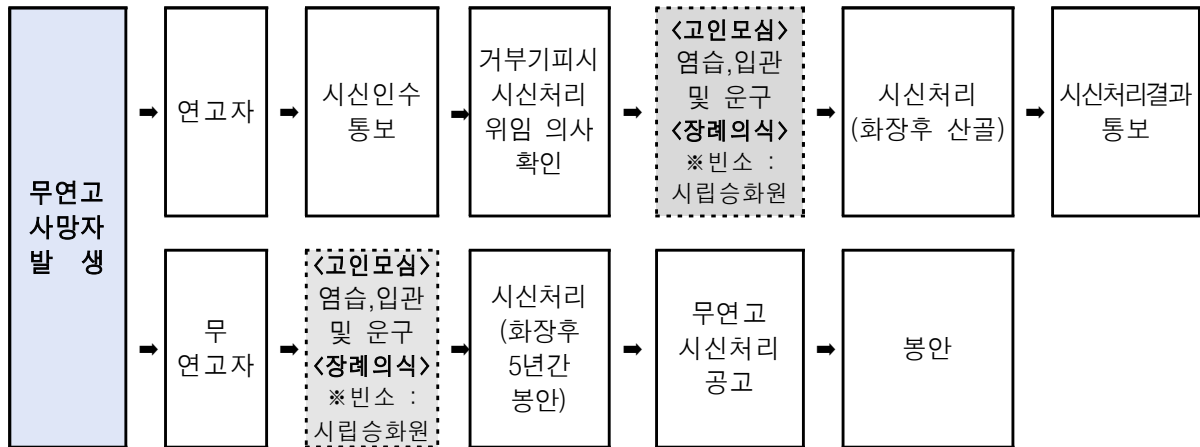 무연고
사망자
발 생
➡
연고자
➡
시신인수
통보
➡
거부기피시
시신처리
위임 의사
확인
➡
<고인모심>
염습,입관
및 운구
<장례의식>
※빈소 :
시립승화원
➡
시신처리
(화장후 산골)
➡
시신처리결과
통보
➡
무
연고자
➡
<고인모심>
염습,입관
및 운구
<장례의식>
※빈소 :
시립승화원
➡
시신처리
(화장후
5년간
봉안)
➡
무연고
시신처리
공고
➡
봉안